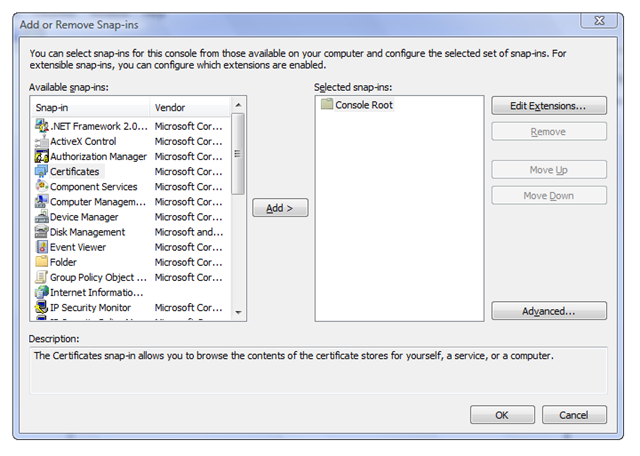 Add or Remove Snap-ins
You can select snap-ins for this console from those available on your computer and configure the selected set of snap-ins. For
extensible snap-ins, you can configure which extensions are enabled.
Available snap-ins:
Selected snap-ins:
Snap-in Vendor
Console Root
Edit Extensions...
.NET Framework 2.0... Microsoft Cor...
ActiveX Control Microsoft Cor...
Remove
Authorization Manager Microsoft Cor...
Certificates Microsoft Cor...
Move Up
Component Services Microsoft Cor...
Computer Managem... Microsoft Cor...
Move Down
Add >
Device Manager Microsoft Cor...
Disk Management Microsoft and...
Event Viewer Microsoft Cor...
Folder Microsoft Cor...
Group Policy Object ... Microsoft Cor...
Internet Informatio...
IP Security Monitor Microsoft Cor...
Advanced...
Description:
The Certificates snap-in allows you to browse the contents of the certificate stores for yourself, a service, or a computer.
OK Cancel